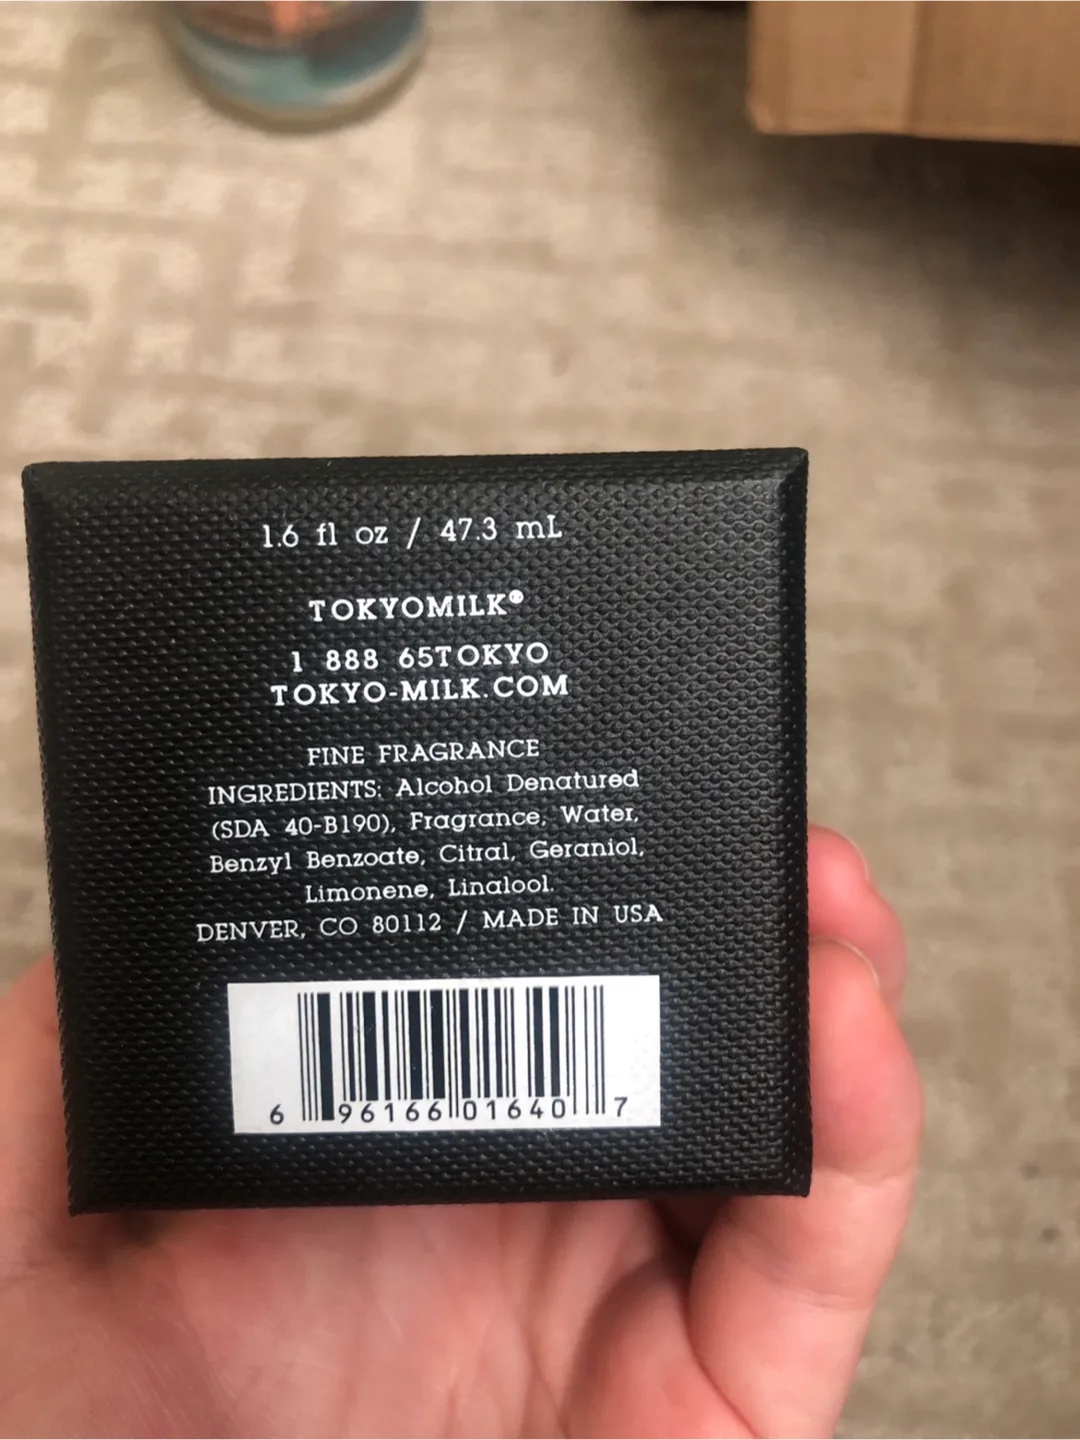 1.6 fl oz / 47.3 mL
TOKYOMILK®
1 888 65TOKYO
TOKYO-MILK.COM
FINE FRAGRANCE
INGREDIENTS: Alcohol Denatured
(SDA 40-B190), Fragrance, Water,
Benzyl Benzoate, Citral, Geraniol,
Limonene, Linalool.
DENVER, CO 80112 / MADE IN USA
6 96166 01640 7